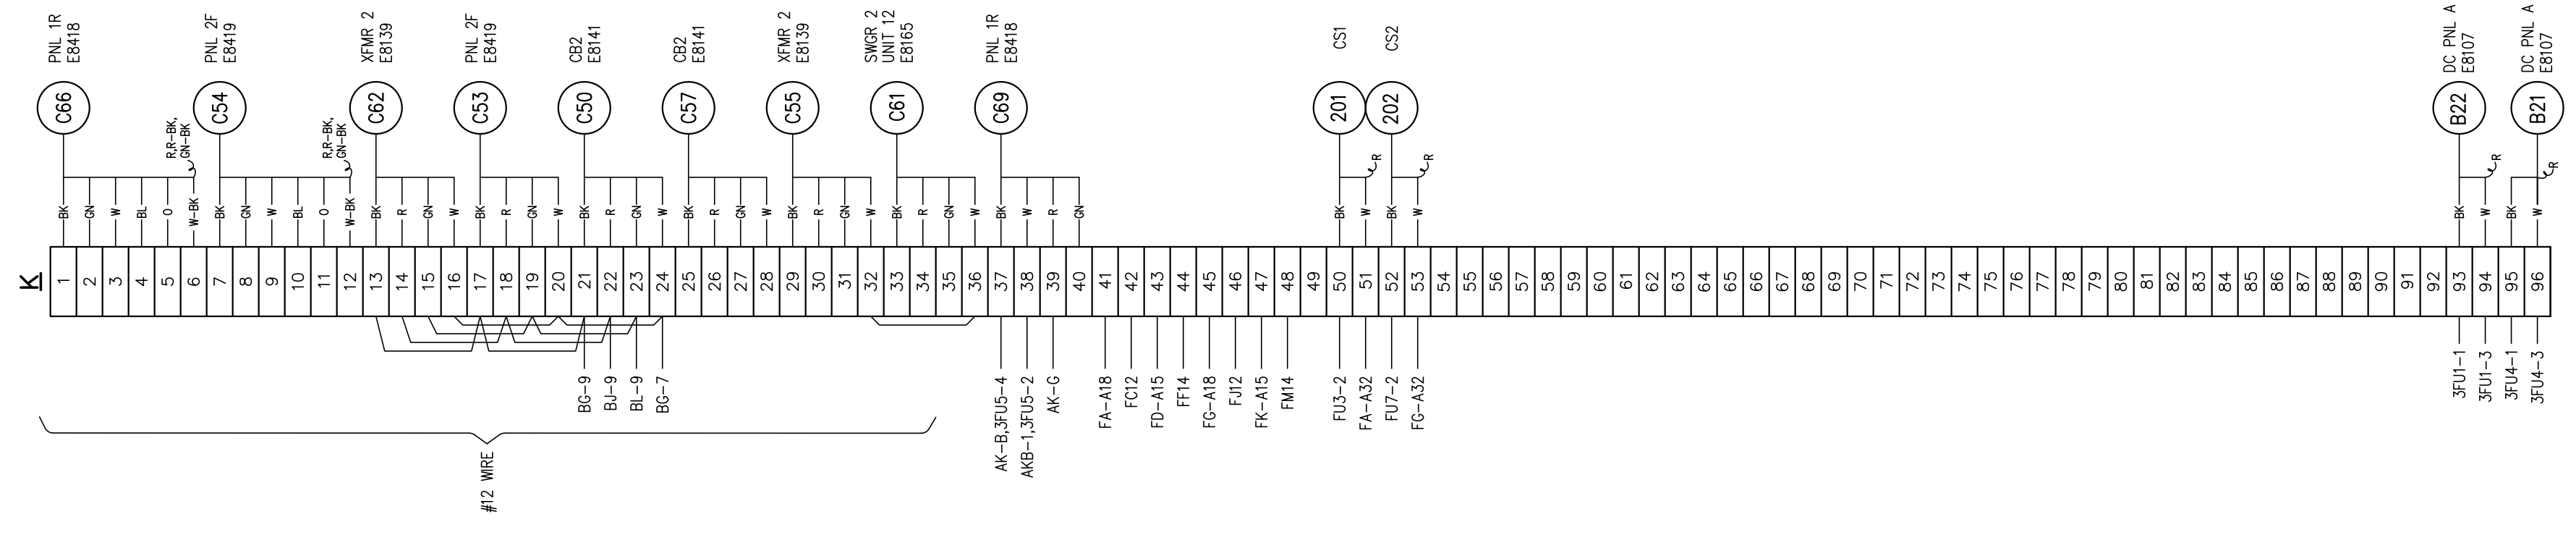 PNL 1R
E8418
PNL 2F
E8419
XFMR 2
E8139
PNL 2F
E8419
CB2
E8141
CB2
E8141
XFMR 2
E8139
SWGR 2
UNIT 12
E8165
PNL 1R
E8418
CS1
CS2
DC PNL A
E8107
DC PNL A
E8107
C66
C54
C62
C53
C50
C57
C55
C61
C69
201
202
B22
B21
R,R-BK,
GN-BK
R,R-BK,
GN-BK
R
R
R
R
BK
GN
W
BL
O
W-BK
BK
GN
W
BL
O
W-BK
BK
R
GN
W
BK
R
GN
W
BK
R
GN
W
BK
R
GN
W
BK
R
GN
W
BK
R
GN
W
BK
W
R
GN
BK
W
BK
W
BK
W
BK
W
K
1
2
3
4
5
6
7
8
9
10
11
12
13
14
15
16
17
18
19
20
21
22
23
24
25
26
27
28
29
30
31
32
33
34
35
36
37
38
39
40
41
42
43
44
45
46
47
48
49
50
51
52
53
54
55
56
57
58
59
60
61
62
63
64
65
66
67
68
69
70
71
72
73
74
75
76
77
78
79
80
81
82
83
84
85
86
87
88
89
90
91
92
93
94
95
96
BG-9
BJ-9
BL-9
BG-7
AK-B,3FU5-4
AKB-1,3FU5-2
AK-G
FA-A18
FC12
FD-A15
FF14
FG-A18
FJ12
FK-A15
FM14
FU3-2
FA-A32
FU7-2
FG-A32
3FU1-1
3FU1-3
3FU4-1
3FU4-3
#12 WIRE